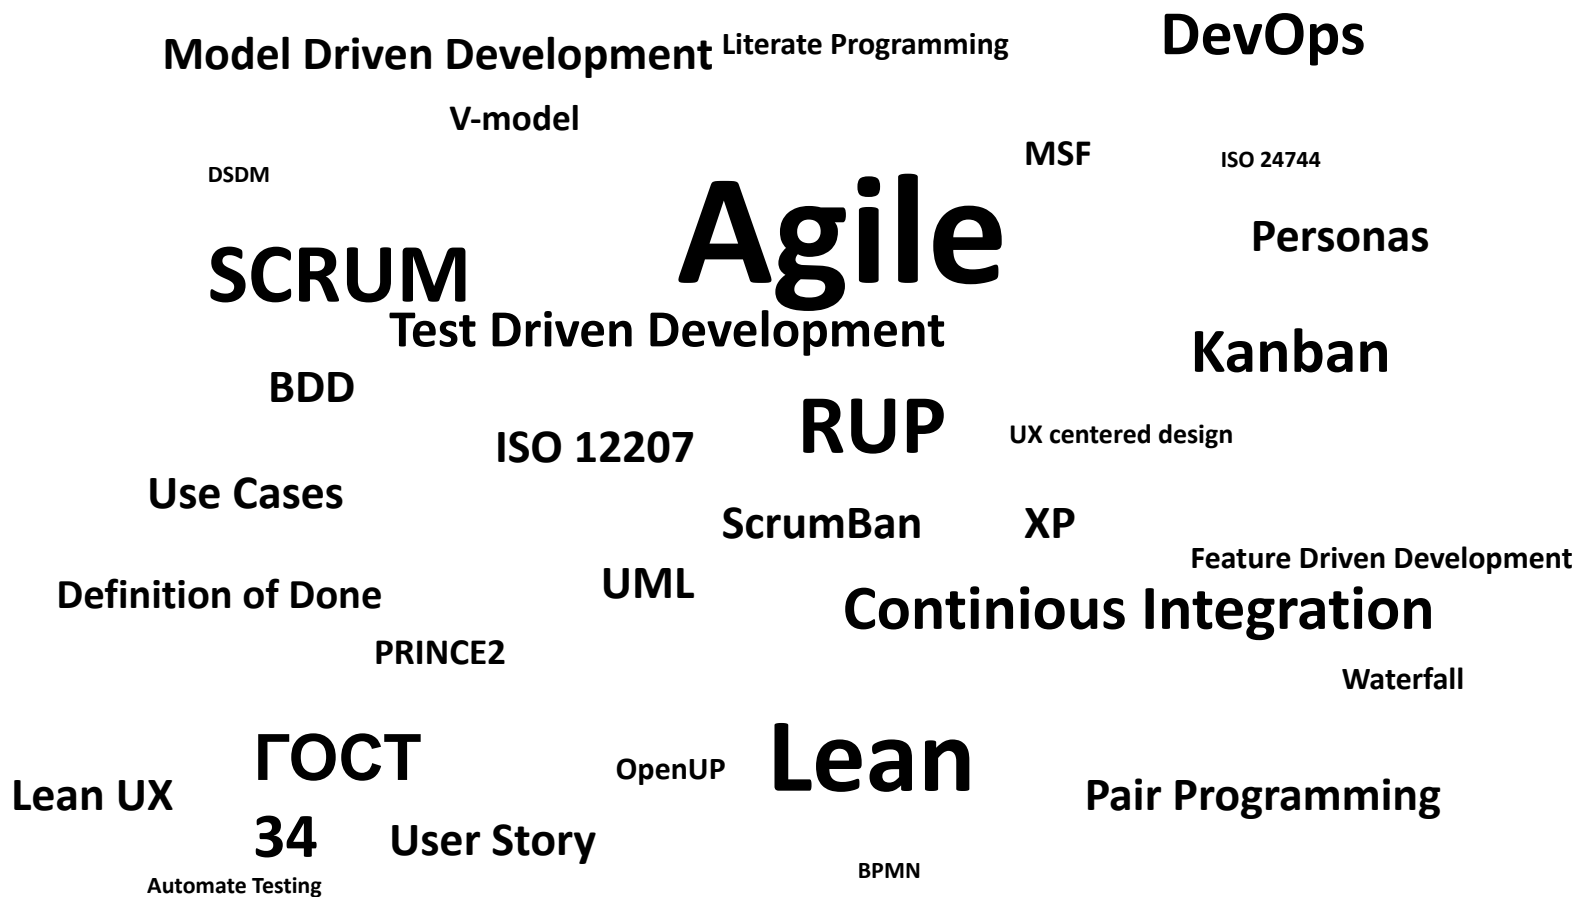 DevOps
Model Driven Development
Literate Programming
V-model
MSF
ISO 24744
DSDM
Agile
Personas
SCRUM
Test Driven Development
Kanban
BDD
RUP
UX centered design
ISO 12207
Use Cases
ScrumBan
XP
Feature Driven Development
UML
Definition of Done
Continious Integration
PRINCE2
Waterfall
ГОСТ
34
Lean
OpenUP
Lean UX
Pair Programming
User Story
BPMN
Automate Testing